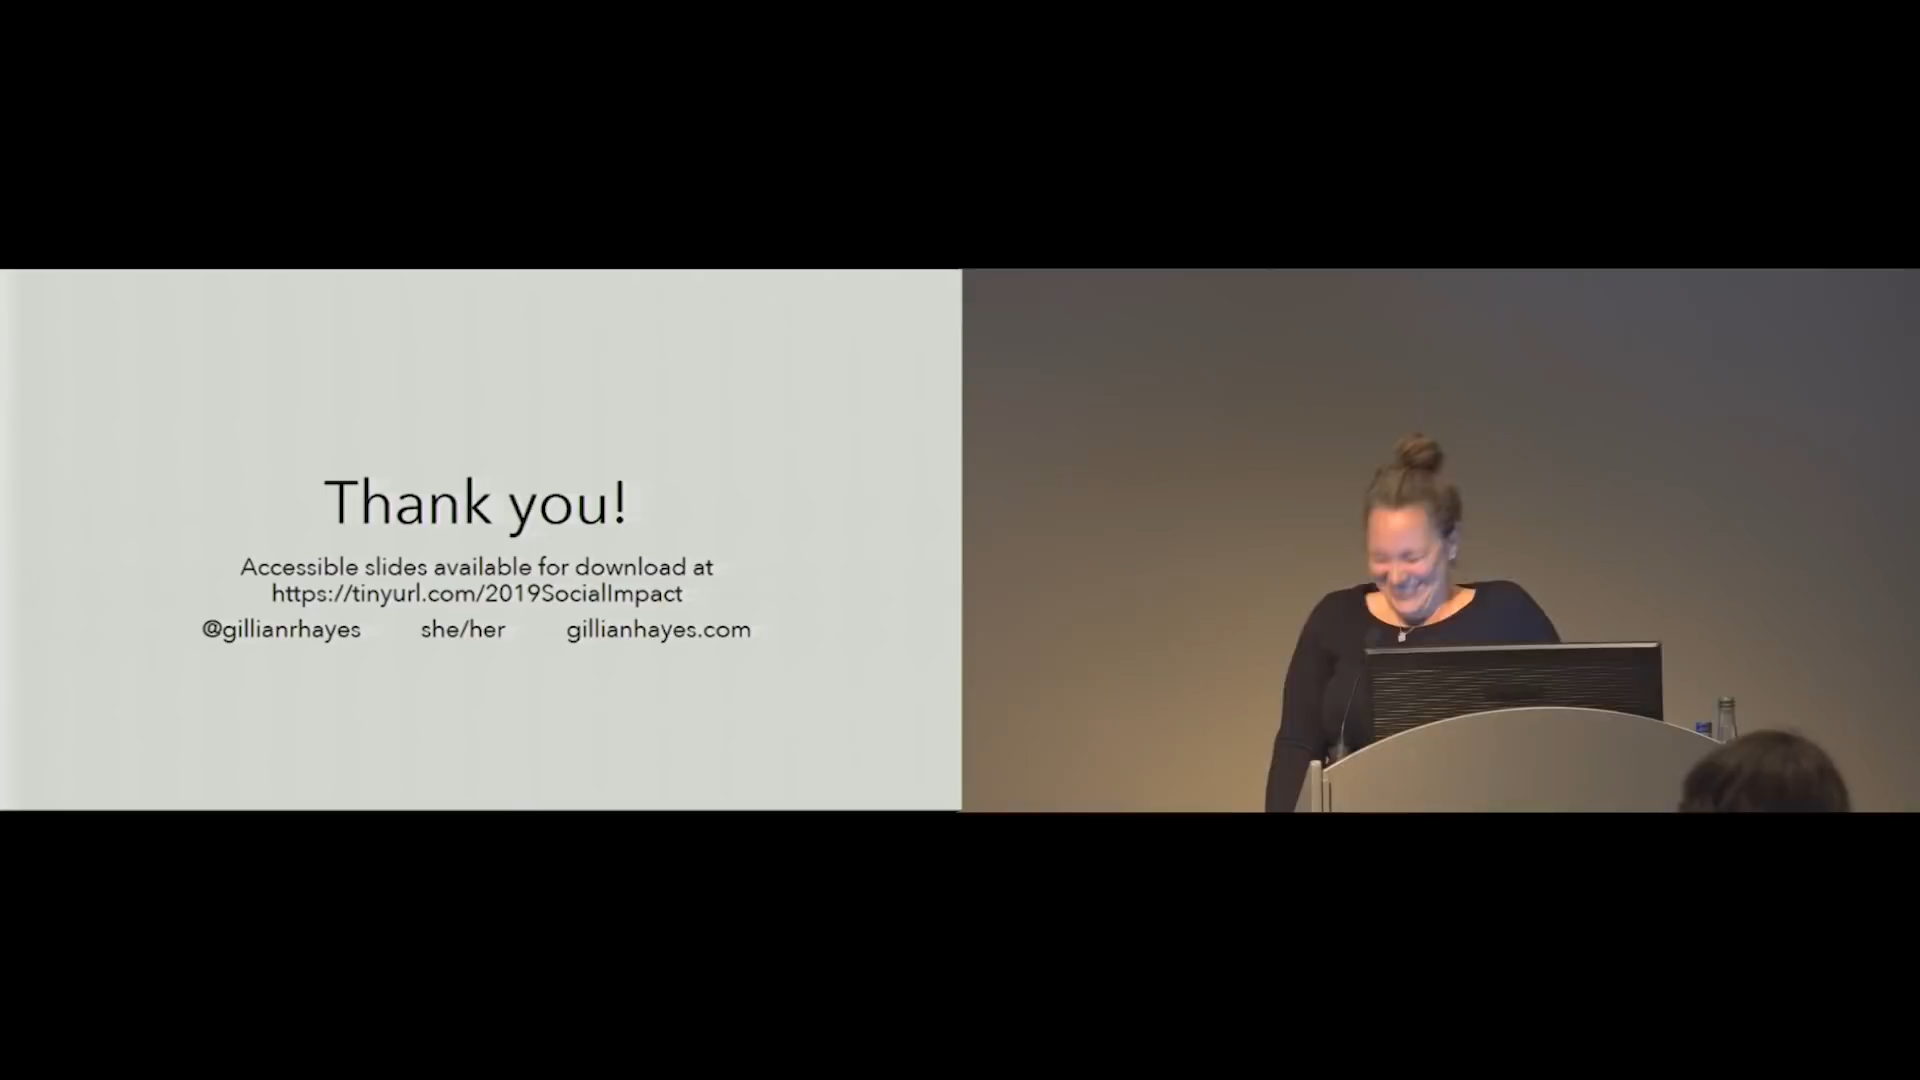 Thank you!
Accessible slides available for download at
https://tinyurl.com/2019SocialImpact
@gillianrhayes she/her gillianhayes.com